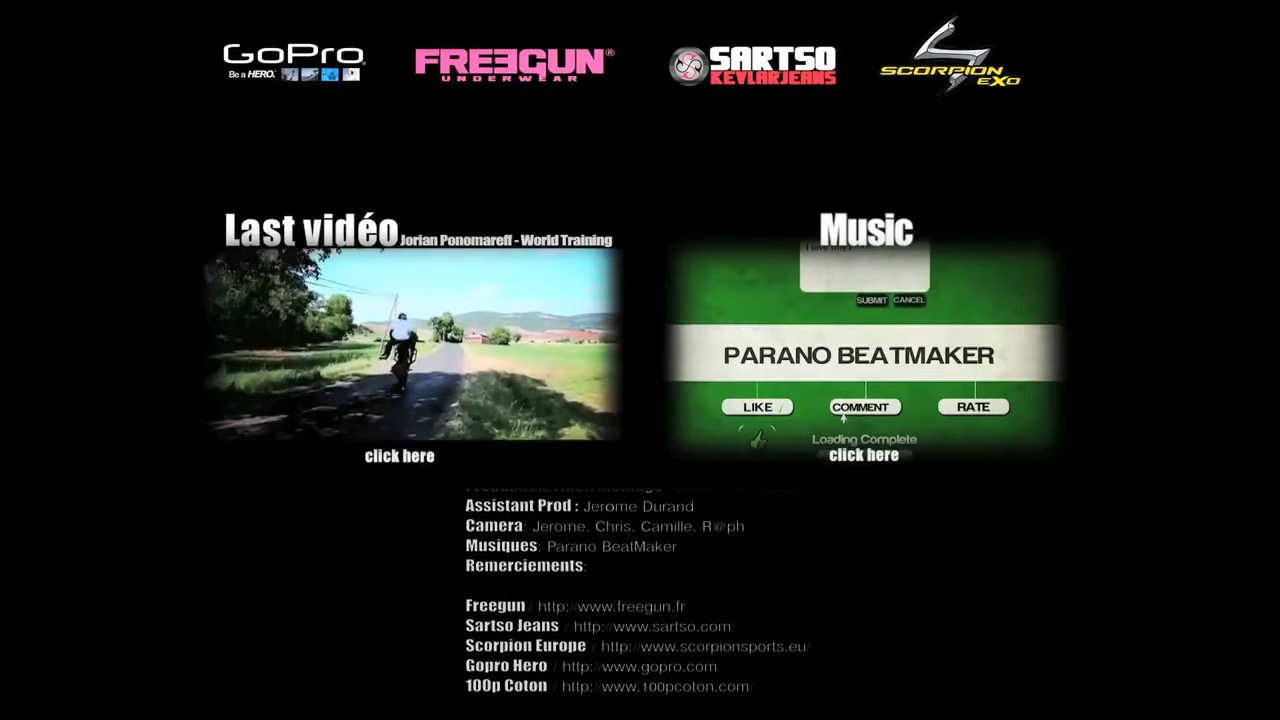 GoPro
Be a HERO.
FREEGUN®
UNDERWEAR
SARTSO
KEVLARJEANS
SCORPION
EXO
Last vidéo Jorian Ponomareff - World Training
Music
SUBMIT CANCEL
PARANO BEATMAKER
LIKE COMMENT RATE
Loading Complete
click here
click here
Assistant Prod : Jerome Durand
Camera: Jerome, Chris, Camille, R@ph
Musiques: Parano BeatMaker
Remerciements:
Freegun / http://www.freegun.fr
Sartso Jeans / http://www.sartso.com/
Scorpion Europe / http://www.scorpionsports.eu/
Gopro Hero / http://www.gopro.com
100p Coton / http://www.100pcoton.com/